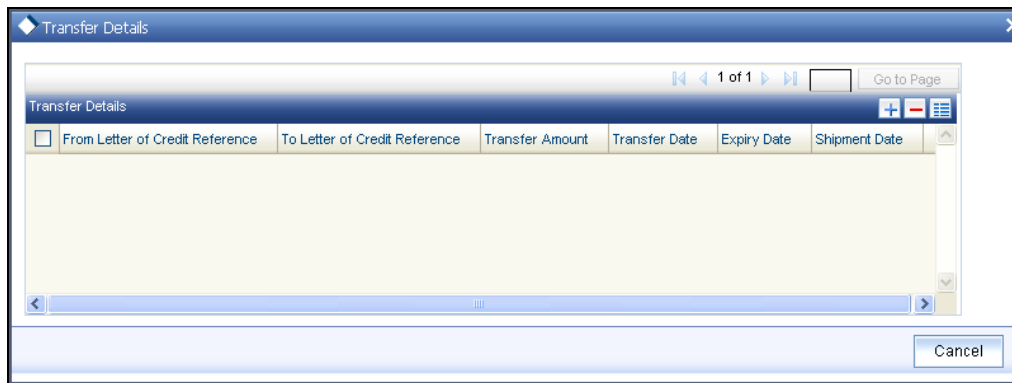 Transfer Details
1 of 1 Go to Page
Transfer Details
From Letter of Credit Reference To Letter of Credit Reference Transfer Amount Transfer Date Expiry Date Shipment Date
Cancel